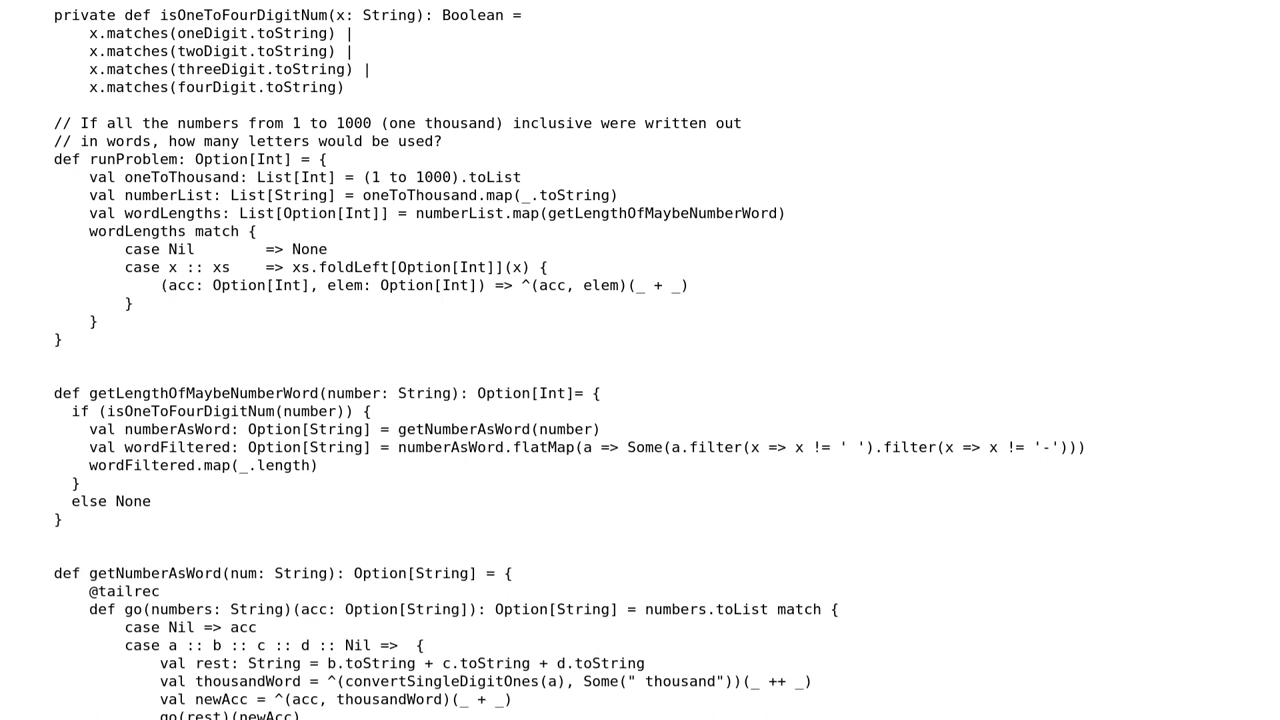 private def isOneToFourDigitNum(x: String): Boolean =
    x.matches(oneDigit.toString) |
    x.matches(twoDigit.toString) |
    x.matches(threeDigit.toString) |
    x.matches(fourDigit.toString)

// If all the numbers from 1 to 1000 (one thousand) inclusive were written out
// in words, how many letters would be used?
def runProblem: Option[Int] = {
    val oneToThousand: List[Int] = (1 to 1000).toList
    val numberList: List[String] = oneToThousand.map(_.toString)
    val wordLengths: List[Option[Int]] = numberList.map(getLengthOfMaybeNumberWord)
    wordLengths match {
        case Nil        => None
        case x :: xs    => xs.foldLeft[Option[Int]](x) {
            (acc: Option[Int], elem: Option[Int]) => ^(acc, elem)(_ + _)
        }
    }
}

def getLengthOfMaybeNumberWord(number: String): Option[Int]= {
  if (isOneToFourDigitNum(number)) {
    val numberAsWord: Option[String] = getNumberAsWord(number)
    val wordFiltered: Option[String] = numberAsWord.flatMap(a => Some(a.filter(x => x != ' ').filter(x => x != '-')))
    wordFiltered.map(_.length)
  }
  else None
}

def getNumberAsWord(num: String): Option[String] = {
    @tailrec
    def go(numbers: String)(acc: Option[String]): Option[String] = numbers.toList match {
        case Nil => acc
        case a :: b :: c :: d :: Nil =>  {
            val rest: String = b.toString + c.toString + d.toString
            val thousandWord = ^(convertSingleDigitOnes(a), Some(" thousand"))(_ ++ _)
            val newAcc = ^(acc, thousandWord)(_ + _)
            go(rest)(newAcc)